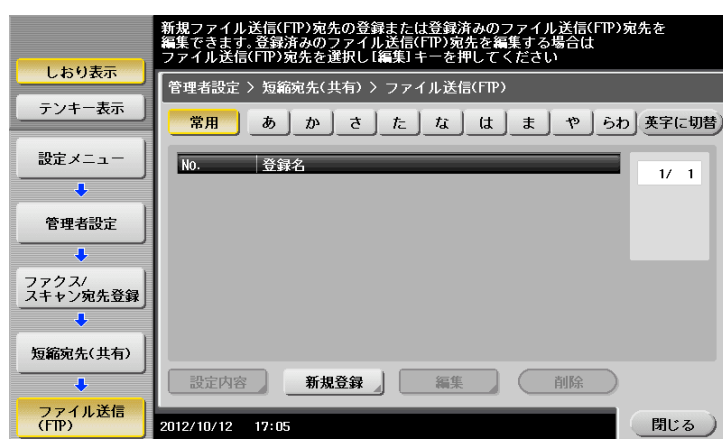 新規ファイル送信(FTP)宛先の登録または登録済みのファイル送信(FTP)宛先を
編集できます。登録済みのファイル送信(FTP)宛先を編集する場合は
ファイル送信(FTP)宛先を選択し[編集]キーを押してください
しおり表示
テンキー表示
設定メニュー
管理者設定
ファクス/
スキャン宛先登録
短縮宛先(共有)
ファイル送信
(FTP)
管理者設定 > 短縮宛先(共有) > ファイル送信(FTP)
常用 あ か さ た な は ま や らわ 英字に切替
No. 登録名
1/ 1
設定内容 新規登録 編集 削除
2012/10/12 17:05
閉じる